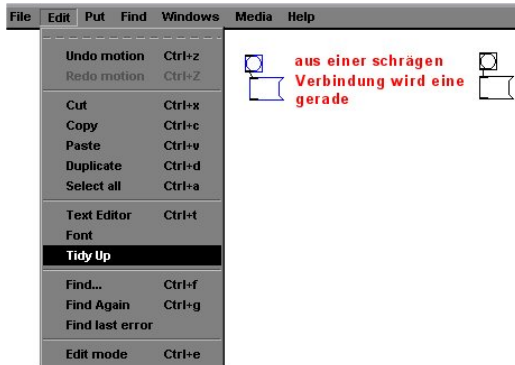 File Edit Put Find Windows Media Help
Undo motion Ctrl+z
Redo motion Ctrl+Z
Cut Ctrl+x
Copy Ctrl+c
Paste Ctrl+v
Duplicate Ctrl+d
Select all Ctrl+a
Text Editor Ctrl+t
Font
Tidy Up
Find... Ctrl+f
Find Again Ctrl+g
Find last error
Edit mode Ctrl+e
aus einer schrägen
Verbindung wird eine
gerade